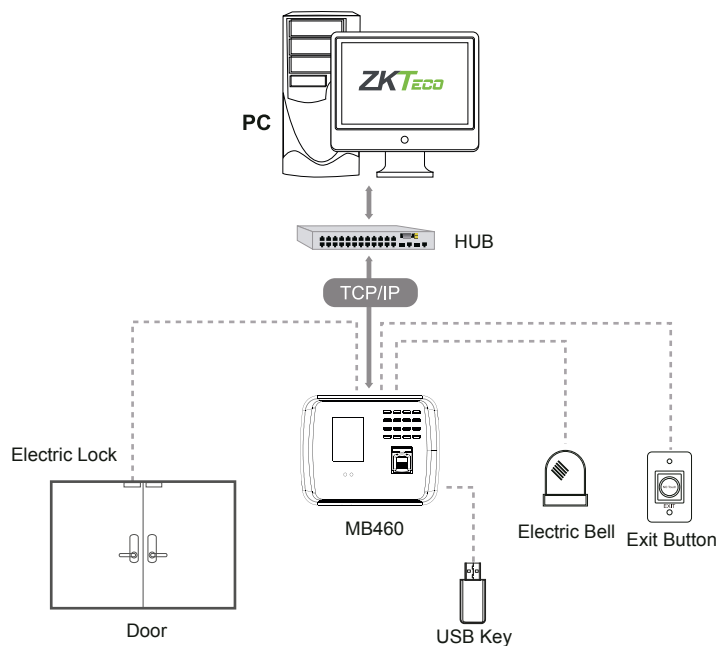 ZKTeco
PC
HUB
TCP/IP
Electric Lock
MB460
Electric Bell
EXIT
Exit Button
Door
USB Key